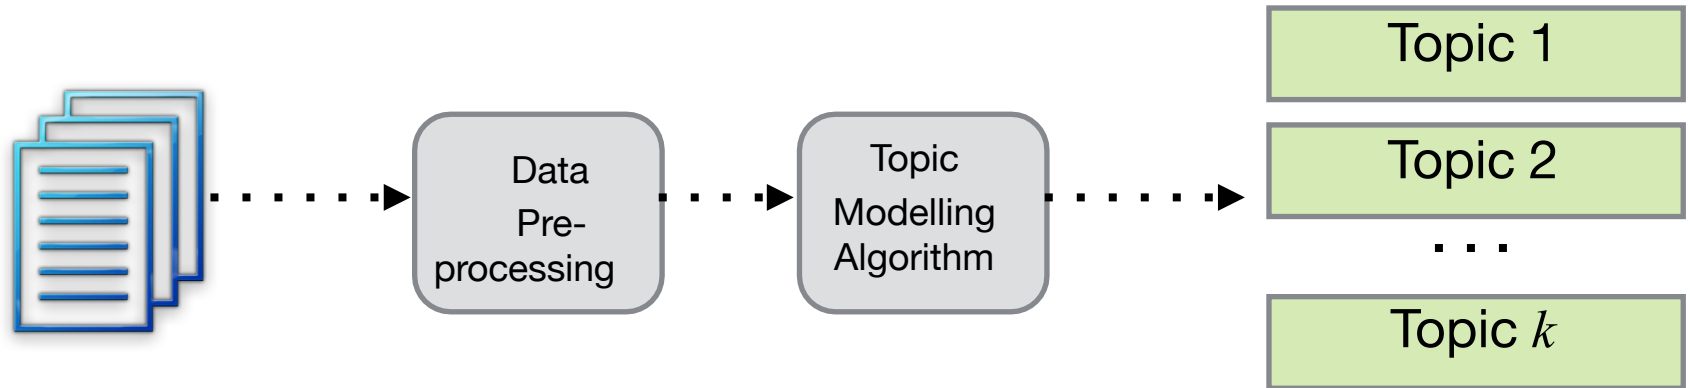 Data
Pre-
processing
Topic
Modelling
Algorithm
Topic 1
Topic 2
...
Topic k